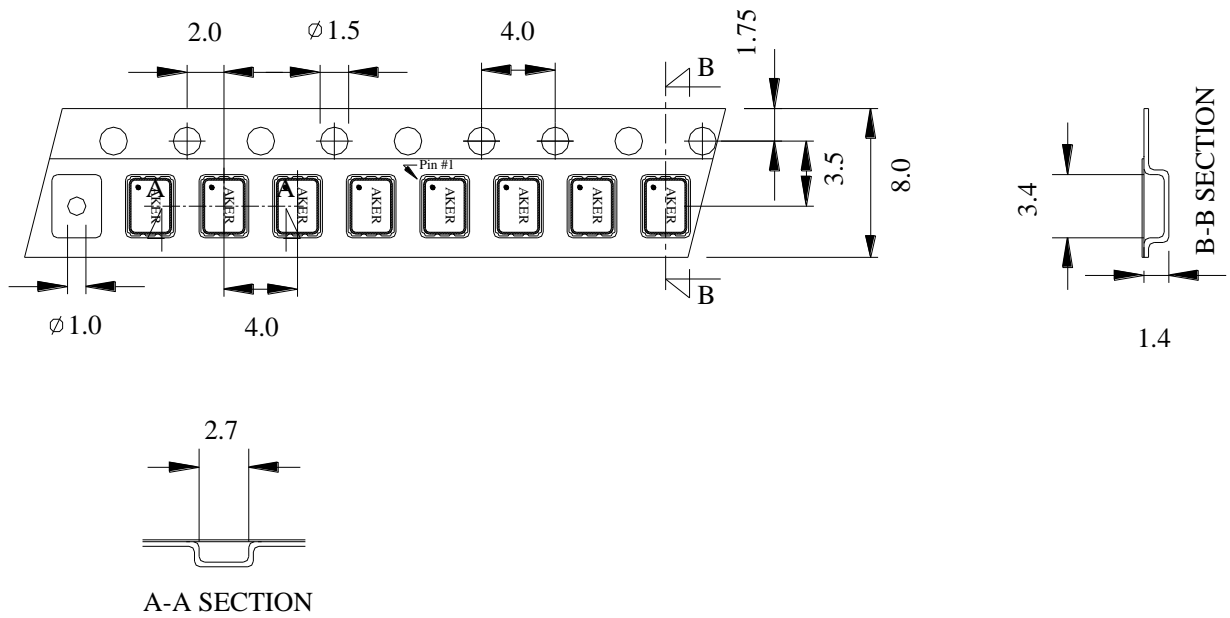 2.0
⌀1.5
4.0
1.75
B
A
A
Pin #1
AKER
AKER
AKER
AKER
AKER
AKER
AKER
AKER
3.5
8.0
B
⌀1.0
4.0
3.4
B-B SECTION
1.4
2.7
A-A SECTION